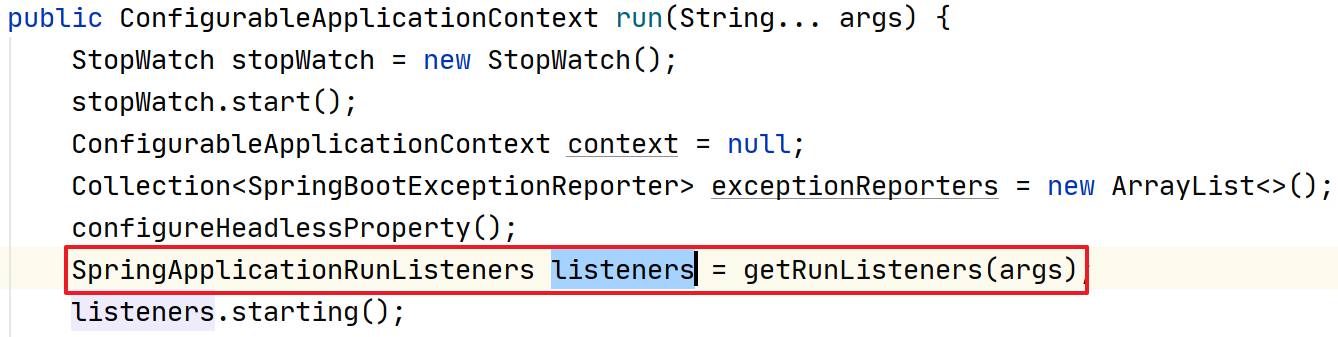 public ConfigurableApplicationContext run(String... args) {
StopWatch stopWatch = new StopWatch();
stopWatch.start();
ConfigurableApplicationContext context = null;
Collection<SpringBootExceptionReporter> exceptionReporters = new ArrayList<>();
configureHeadlessProperty();
SpringApplicationRunListeners listeners = getRunListeners(args);
listeners.starting();